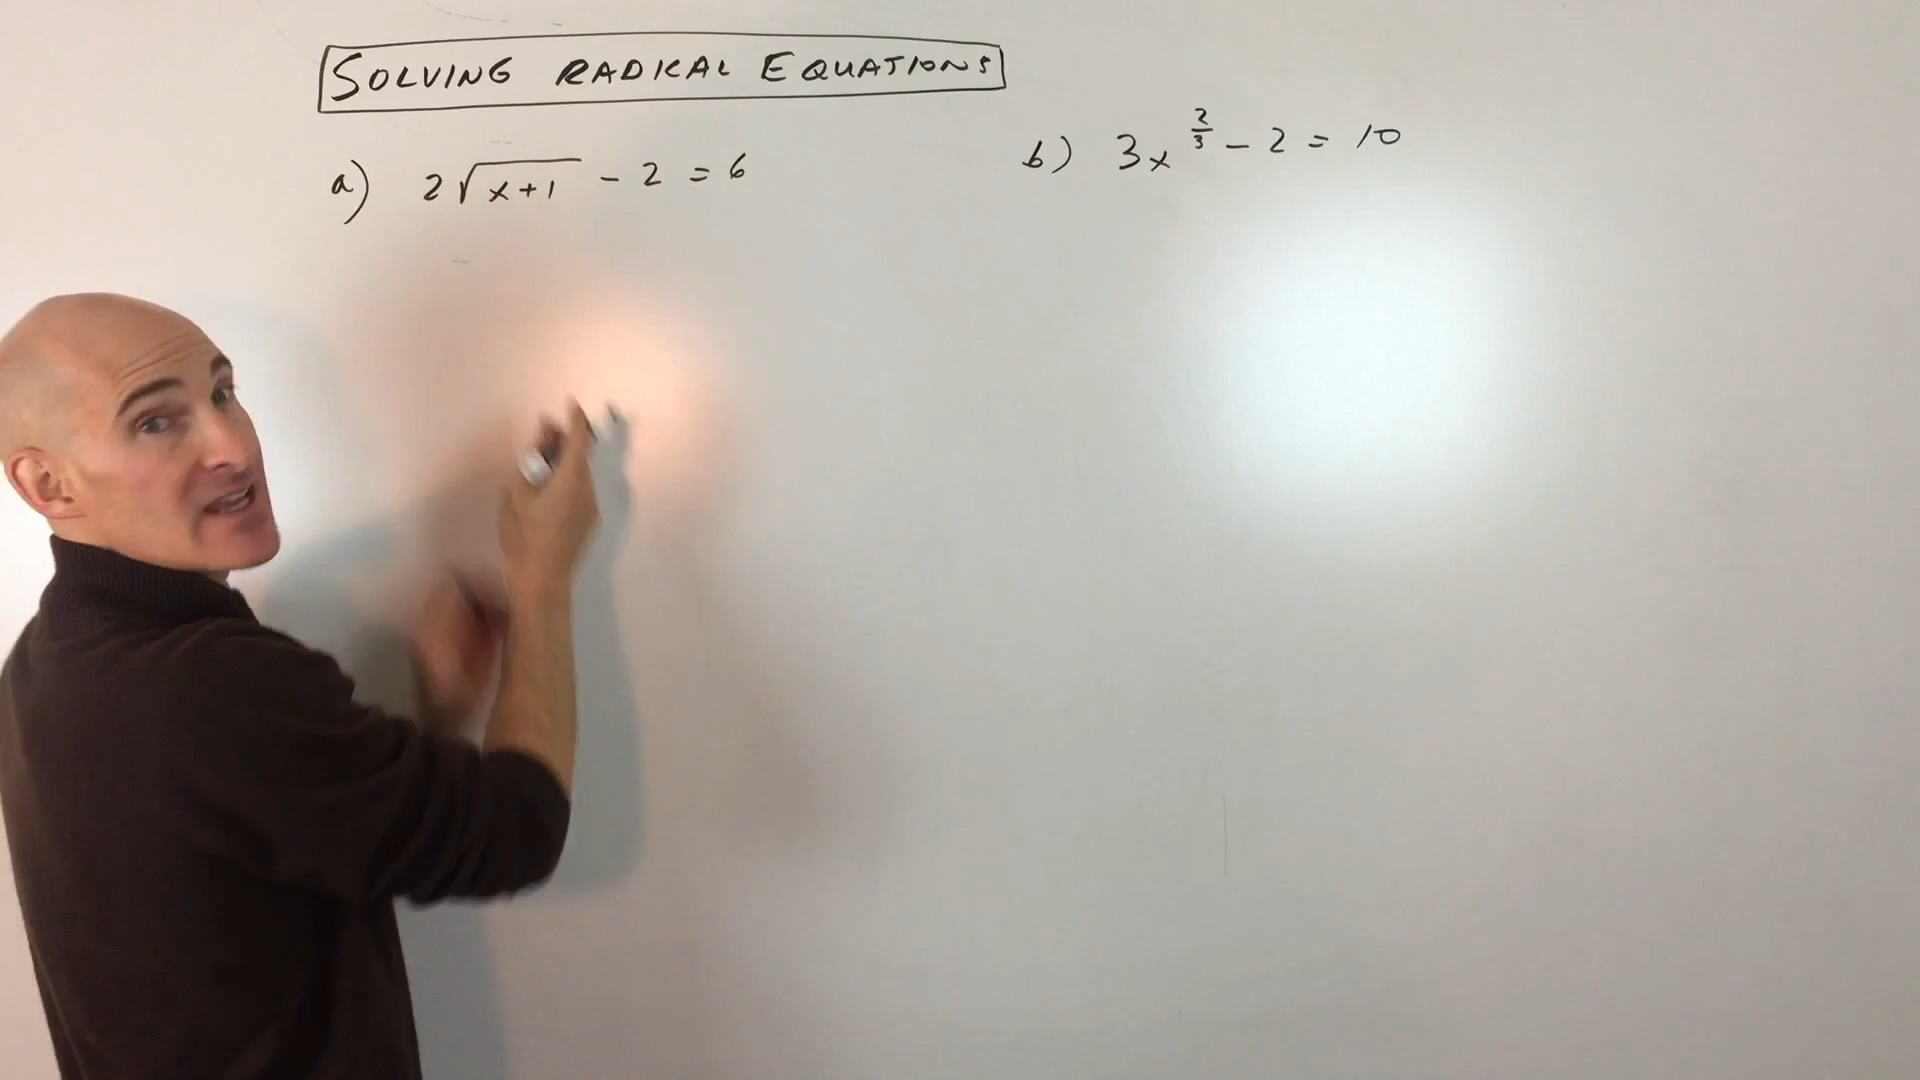 SOLVING RADICAL EQUATIONS
a) 2√(x+1) - 2 = 6
b) 3x^(2/3) - 2 = 10